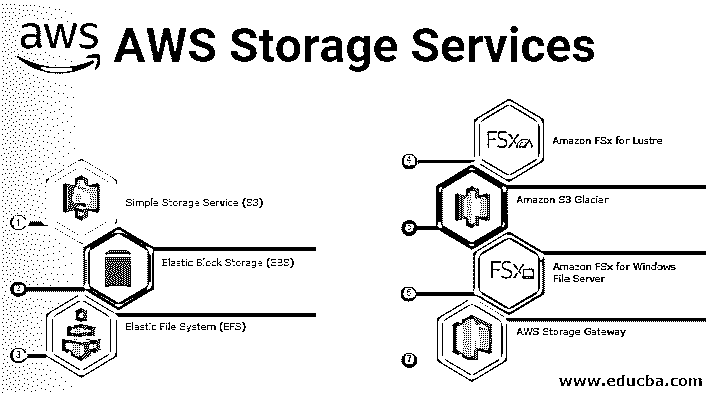 aws
AWS Storage Services
1
Simple Storage Service (S3)
2
Elastic Block Storage (EBS)
3
Elastic File System (EFS)
4
FSx
Amazon FSx for Lustre
5
Amazon S3 Glacier
6
FSx
Amazon FSx for Windows
File Server
7
AWS Storage Gateway
www.educba.com